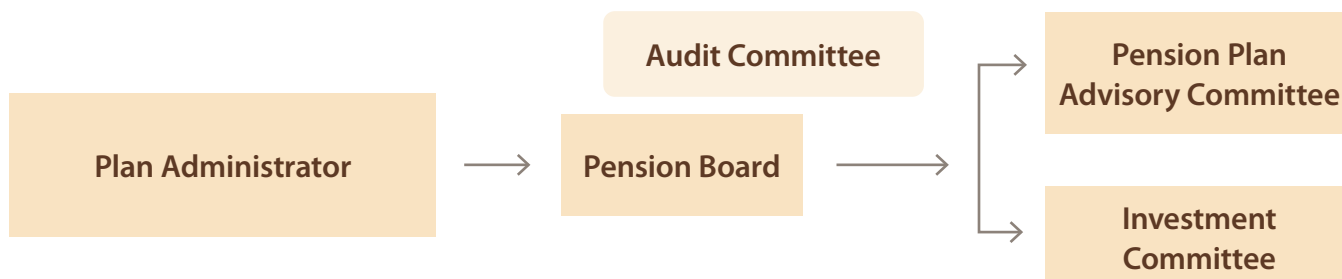 Audit Committee
Pension Plan
Advisory Committee
Plan Administrator
Pension Board
Investment
Committee